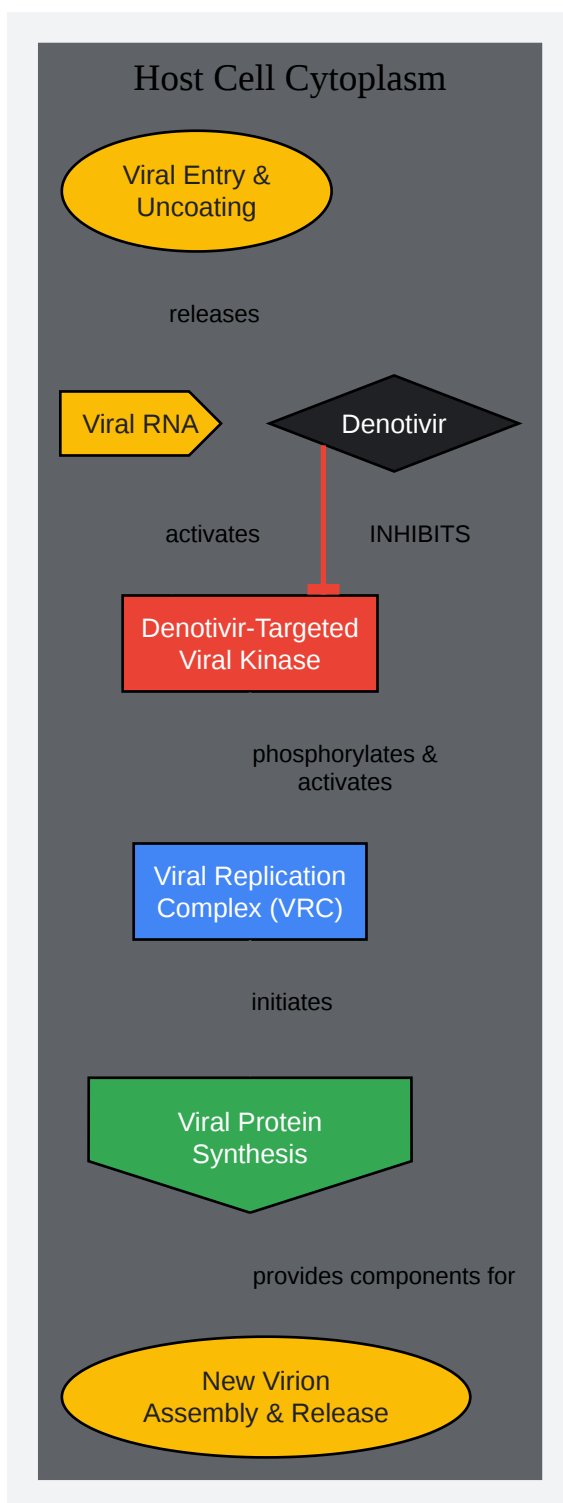 Host Cell Cytoplasm
Viral Entry &
Uncoating
releases
Viral RNA
Denotivir
activates
INHIBITS
Denotivir-Targeted
Viral Kinase
phosphorylates &
activates
Viral Replication
Complex (VRC)
initiates
Viral Protein
Synthesis
provides components for
New Virion
Assembly & Release